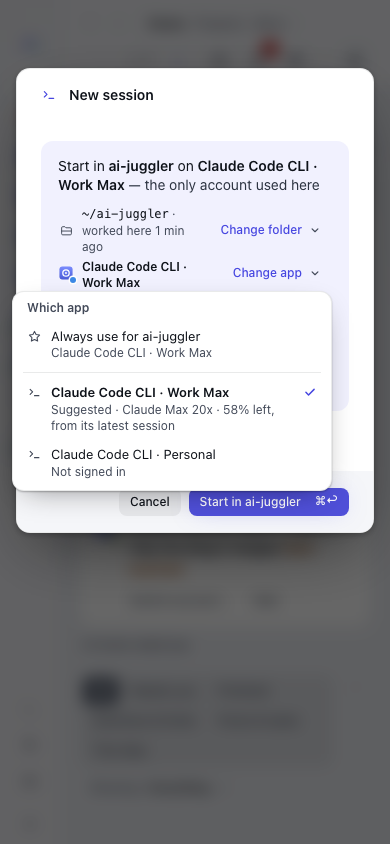 New session
Start in ai-juggler on Claude Code CLI ·
Work Max — the only account used here
~/ai-juggler ·
worked here 1 min
ago
Change folder
Claude Code CLI ·
Work Max
Change app
Which app
Always use for ai-juggler
Claude Code CLI · Work Max
Claude Code CLI · Work Max
Suggested · Claude Max 20x · 58% left,
from its latest session
Claude Code CLI · Personal
Not signed in
Cancel
Start in ai-juggler ⌘↩